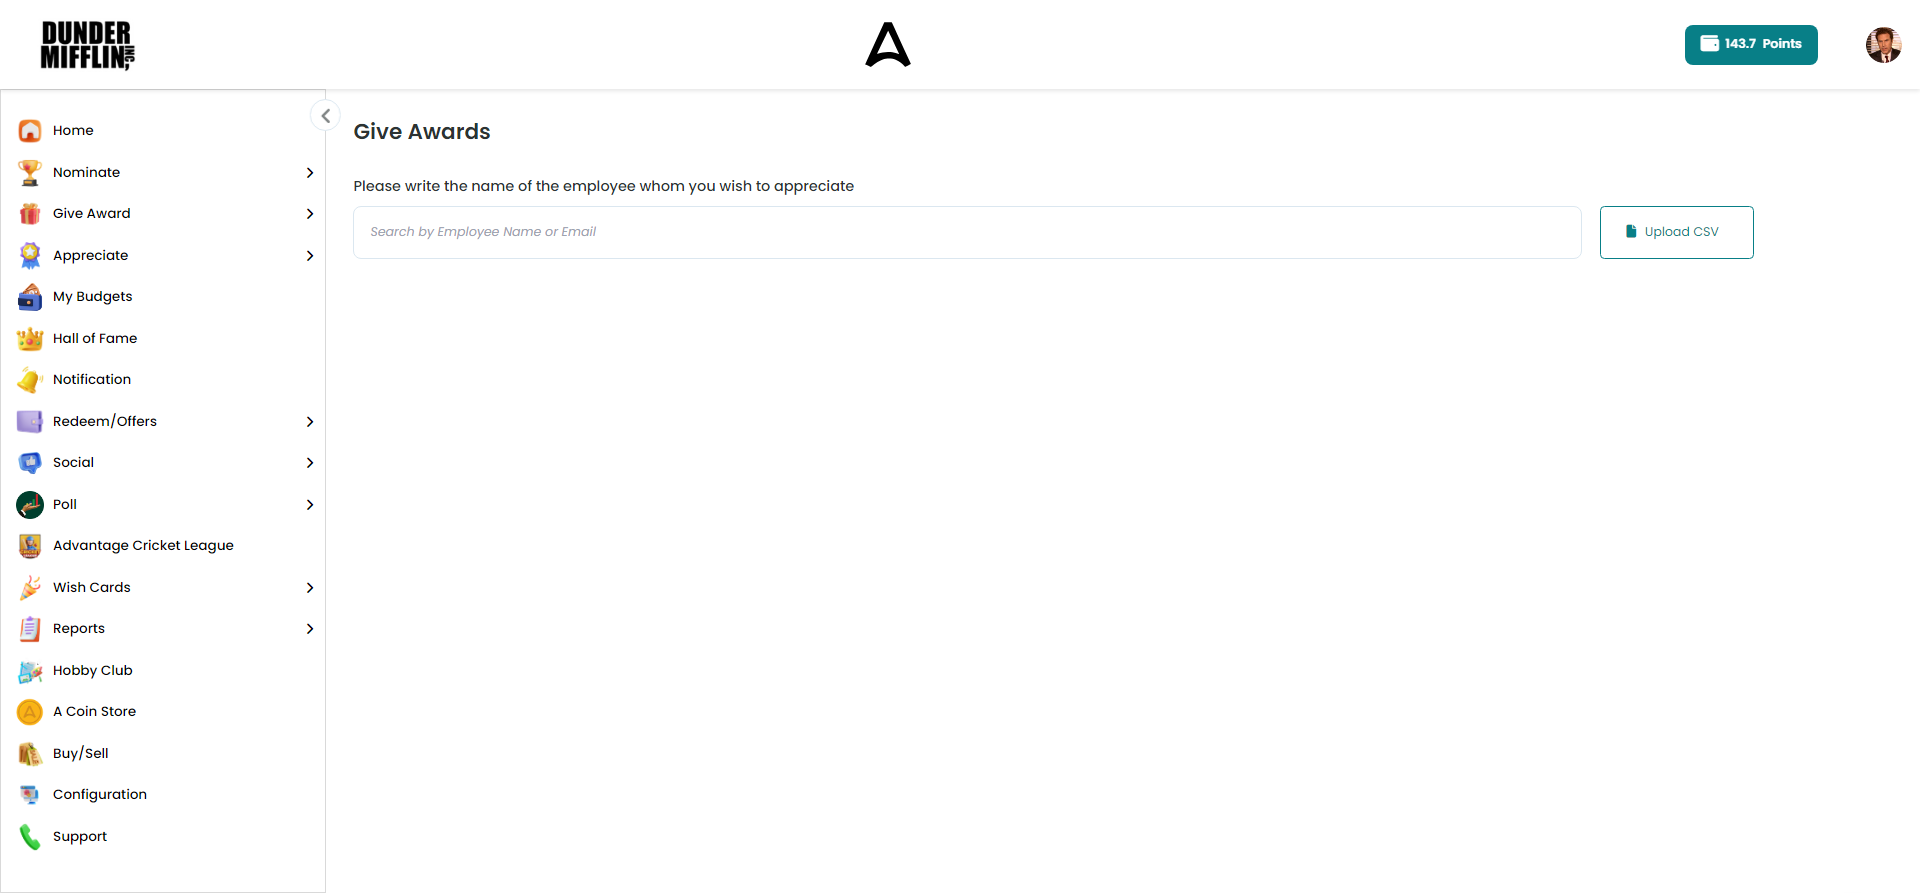 DUNDER
MIFFLIN INC,
143.7 Points
Home
Nominate
Give Award
Appreciate
My Budgets
Hall of Fame
Notification
Redeem/Offers
Social
Poll
Advantage Cricket League
Wish Cards
Reports
Hobby Club
A Coin Store
Buy/Sell
Configuration
Support
Give Awards
Please write the name of the employee whom you wish to appreciate
Search by Employee Name or Email
Upload CSV